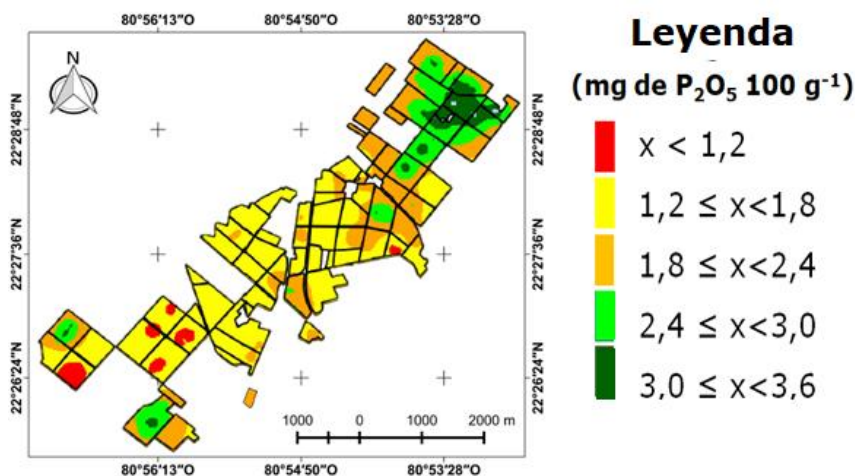 80°56'13"O 80°54'50"O 80°53'28"O
N
22°28'48"N
22°27'36"N
22°26'24"N
22°28'48"N
22°27'36"N
22°26'24"N
1000 0 1000 2000 m
80°56'13"O 80°54'50"O 80°53'28"O
Leyenda
(mg de P₂O₅ 100 g⁻¹)
x < 1,2
1,2 ≤ x<1,8
1,8 ≤ x<2,4
2,4 ≤ x<3,0
3,0 ≤ x<3,6